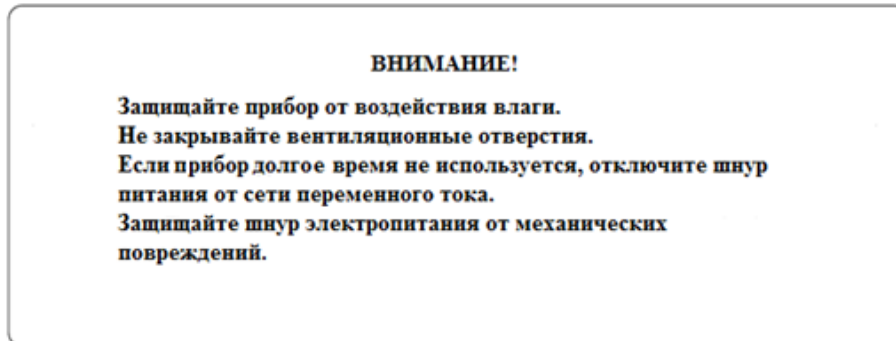 ВНИМАНИЕ!
Защищайте прибор от воздействия влаги.
Не закрывайте вентиляционные отверстия.
Если прибор долгое время не используется, отключите шнур
питания от сети переменного тока.
Защищайте шнур электропитания от механических
повреждений.